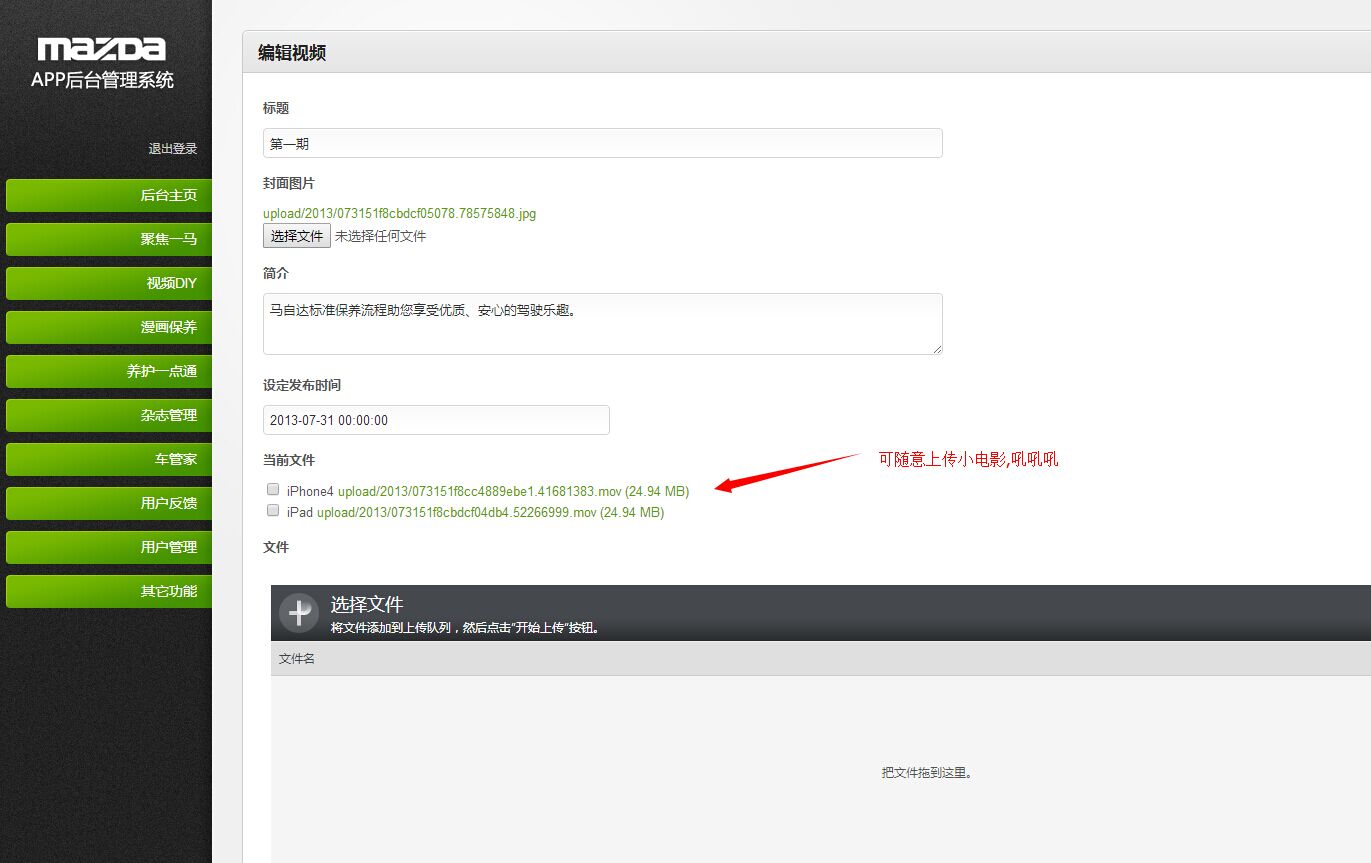 mazda
APP后台管理系统
退出登录
后台主页
聚焦一马
视频DIY
漫画保养
养护一点通
杂志管理
车管家
用户反馈
用户管理
其它功能
编辑视频
标题
第一期
封面图片
upload/2013/073151f8cbdcf05078.78575848.jpg
选择文件 未选择任何文件
简介
马自达标准保养流程助您享受优质、安心的驾驶乐趣。
设定发布时间
2013-07-31 00:00:00
当前文件
可随意上传小电影,吼吼吼
iPhone4 upload/2013/073151f8cc4889ebe1.41681383.mov (24.94 MB)
iPad upload/2013/073151f8cbdcf04db4.52266999.mov (24.94 MB)
文件
选择文件
将文件添加到上传队列，然后点击“开始上传”按钮。
文件名
把文件拖到这里。